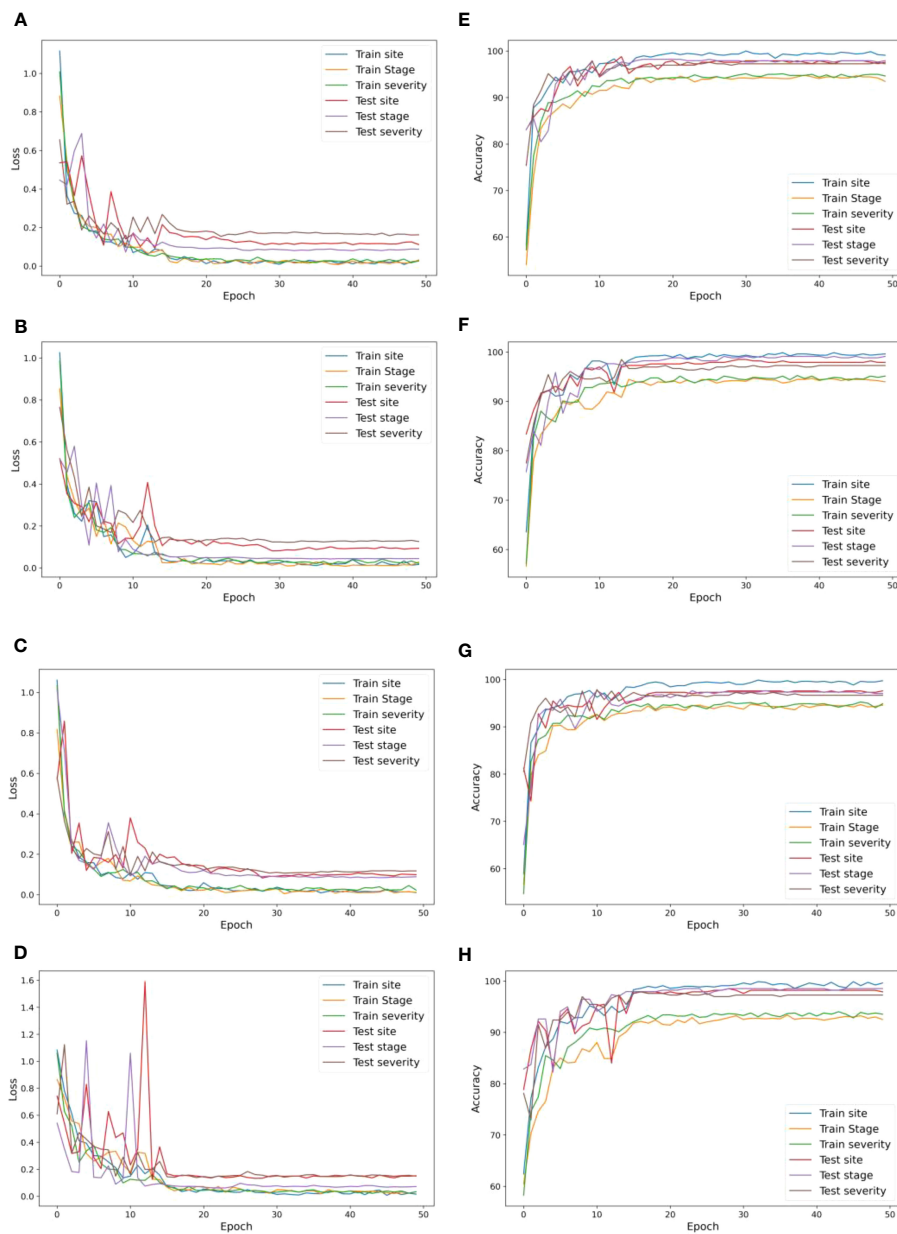 A
1.0
0.8
0.6
0.4
0.2
0.0
Loss
Train site
Train Stage
Train severity
Test site
Test stage
Test severity
0 10 20 30 40 50
Epoch
E
100
90
80
70
60
Accuracy
Train site
Train Stage
Train severity
Test site
Test stage
Test severity
0 10 20 30 40 50
Epoch
B
1.0
0.8
0.6
0.4
0.2
0.0
Loss
Train site
Train Stage
Train severity
Test site
Test stage
Test severity
0 10 20 30 40 50
Epoch
F
100
90
80
70
60
Accuracy
Train site
Train Stage
Train severity
Test site
Test stage
Test severity
0 10 20 30 40 50
Epoch
C
1.0
0.8
0.6
0.4
0.2
0.0
Loss
Train site
Train Stage
Train severity
Test site
Test stage
Test severity
0 10 20 30 40 50
Epoch
G
100
90
80
70
60
Accuracy
Train site
Train Stage
Train severity
Test site
Test stage
Test severity
0 10 20 30 40 50
Epoch
D
1.6
1.4
1.2
1.0
0.8
0.6
0.4
0.2
0.0
Loss
Train site
Train Stage
Train severity
Test site
Test stage
Test severity
0 10 20 30 40 50
Epoch
H
100
90
80
70
60
Accuracy
Train site
Train Stage
Train severity
Test site
Test stage
Test severity
0 10 20 30 40 50
Epoch